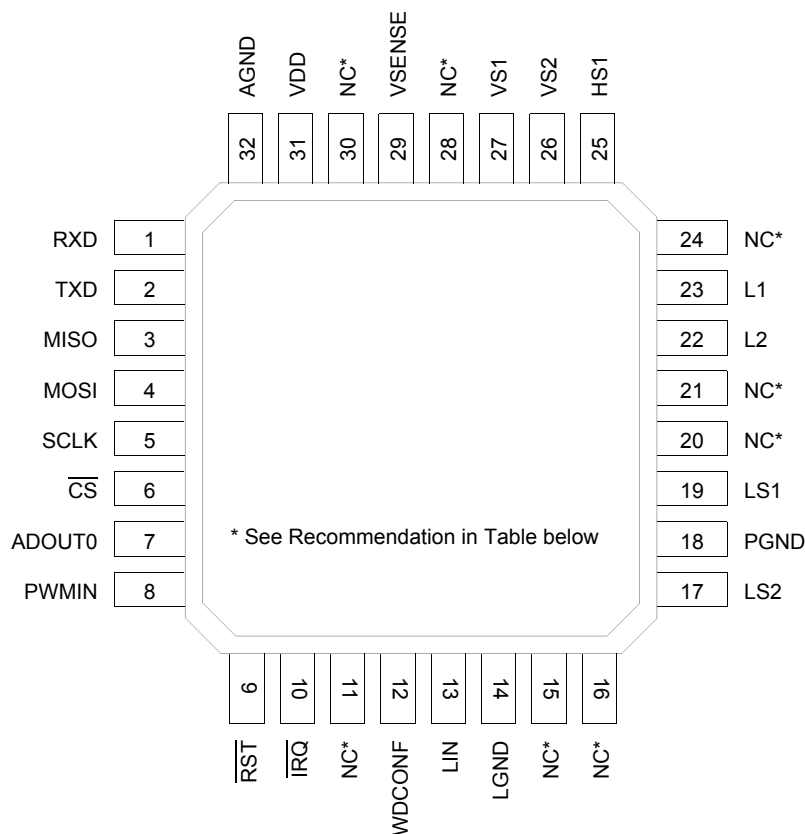 AGND
VDD
NC*
VSENSE
NC*
VS1
VS2
HS1
32
31
30
29
28
27
26
25
RXD 1
TXD 2
MISO 3
MOSI 4
SCLK 5
C̅S̅ 6
ADOUT0 7
PWMIN 8
24 NC*
23 L1
22 L2
21 NC*
20 NC*
19 LS1
18 PGND
17 LS2
* See Recommendation in Table below
9
10
11
12
13
14
15
16
R̅S̅T̅
I̅R̅Q̅
NC*
WDCONF
LIN
LGND
NC*
NC*